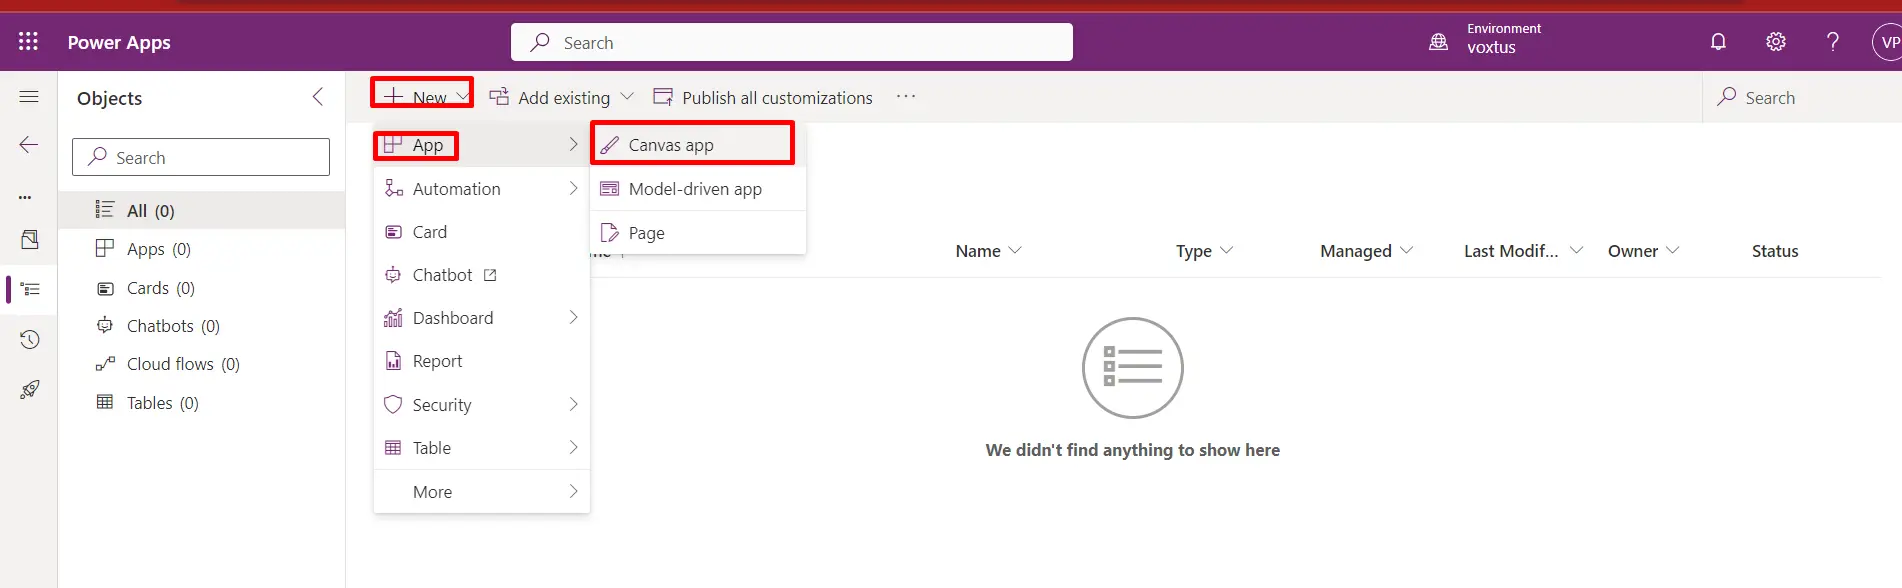 Power Apps
Search
Environment
voxtus
VP
Objects
New
Add existing
Publish all customizations
Search
Search
App
Canvas app
Automation
Model-driven app
All (0)
Card
Page
Apps (0)
Name
Type
Managed
Last Modif...
Owner
Status
Chatbot
Cards (0)
Dashboard
Chatbots (0)
Report
Cloud flows (0)
Security
Tables (0)
Table
We didn't find anything to show here
More